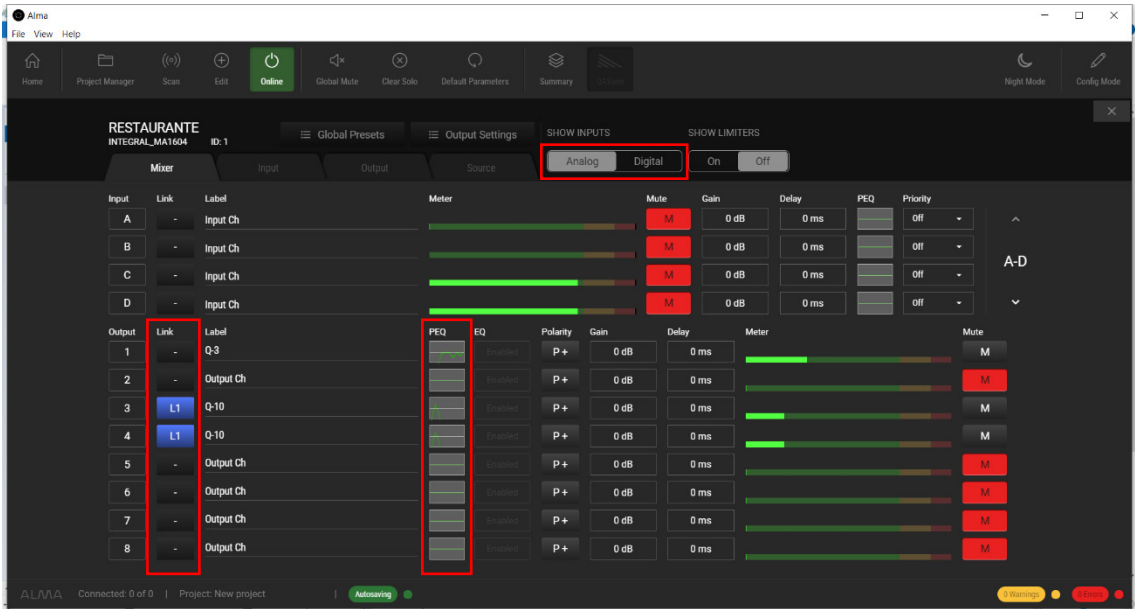 Alma
File View Help
Home Project Manager Scan Edit Online Global Mute Clear Solo Default Parameters Summary Night Mode Config Mode
RESTAURANTE
INTEGRAL_MA1604 ID: 1
Global Presets Output Settings
SHOW INPUTS SHOW LIMITERS
Analog Digital On Off
Mixer Input Output Source
Input Link Label Meter Mute Gain Delay PEQ Priority
A - Input Ch M 0 dB 0 ms Off
B - Input Ch M 0 dB 0 ms Off
C - Input Ch M 0 dB 0 ms Off
D - Input Ch M 0 dB 0 ms Off
A-D
Output Link Label PEQ EQ Polarity Gain Delay Meter Mute
1 - Q-3 Enabled P+ 0 dB 0 ms M
2 - Output Ch Enabled P+ 0 dB 0 ms M
3 L1 Q-10 Enabled P+ 0 dB 0 ms M
4 L1 Q-10 Enabled P+ 0 dB 0 ms M
5 - Output Ch Enabled P+ 0 dB 0 ms M
6 - Output Ch Enabled P+ 0 dB 0 ms M
7 - Output Ch Enabled P+ 0 dB 0 ms M
8 - Output Ch Enabled P+ 0 dB 0 ms M
ALMA Connected: 0 of 0 | Project: New project | Autosaving 0 Warnings 0 Errors